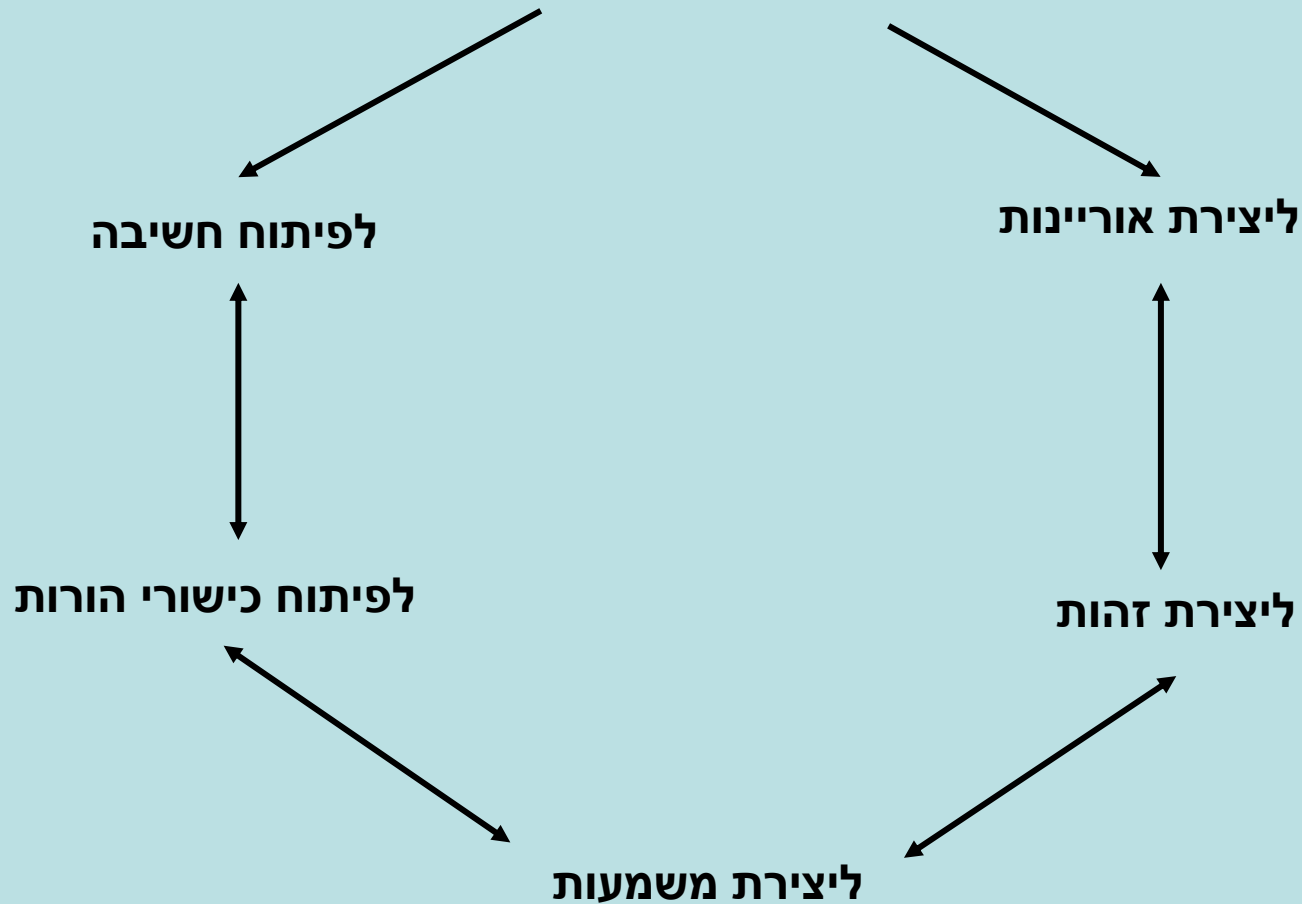 ליצירת אוריינות
לפיתוח חשיבה
ליצירת זהות
לפיתוח כישורי הורות
ליצירת משמעות